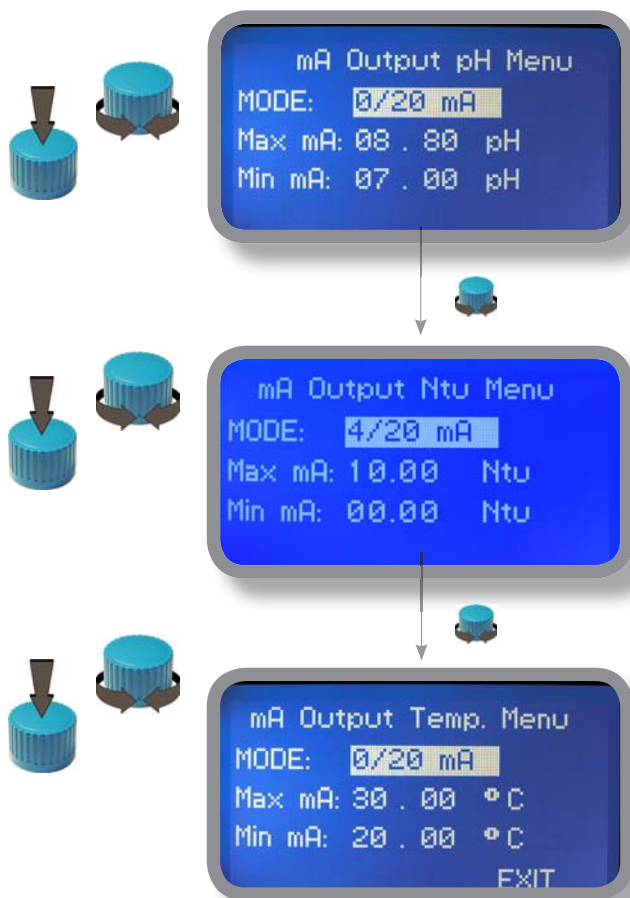 mA Output pH Menu
MODE: 0/20 mA
Max mA: 08 . 80 pH
Min mA: 07 . 00 pH
mA Output Ntu Menu
MODE: 4/20 mA
Max mA: 10.00 Ntu
Min mA: 00.00 Ntu
mA Output Temp. Menu
MODE: 0/20 mA
Max mA: 30 . 00 °C
Min mA: 20 . 00 °C
EXIT